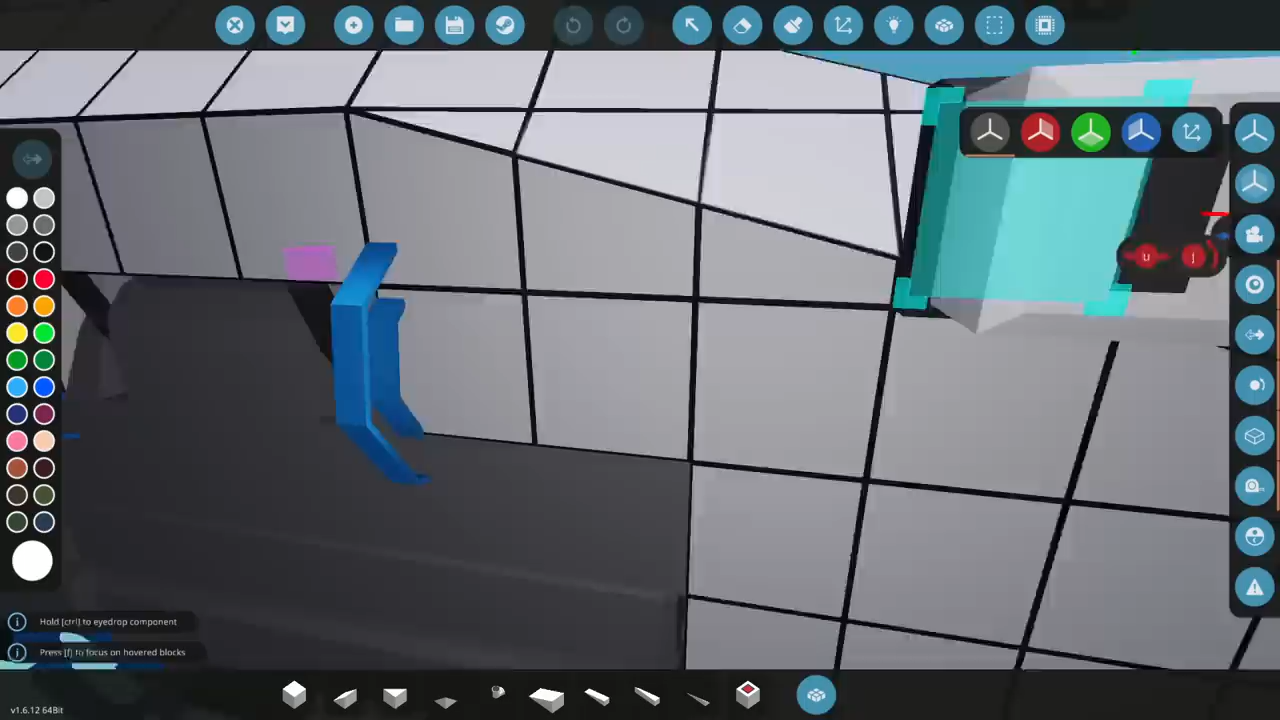 U J
Hold [ctrl] to eyedrop component
Press [f] to focus on hovered blocks
v1.6.12 64Bit